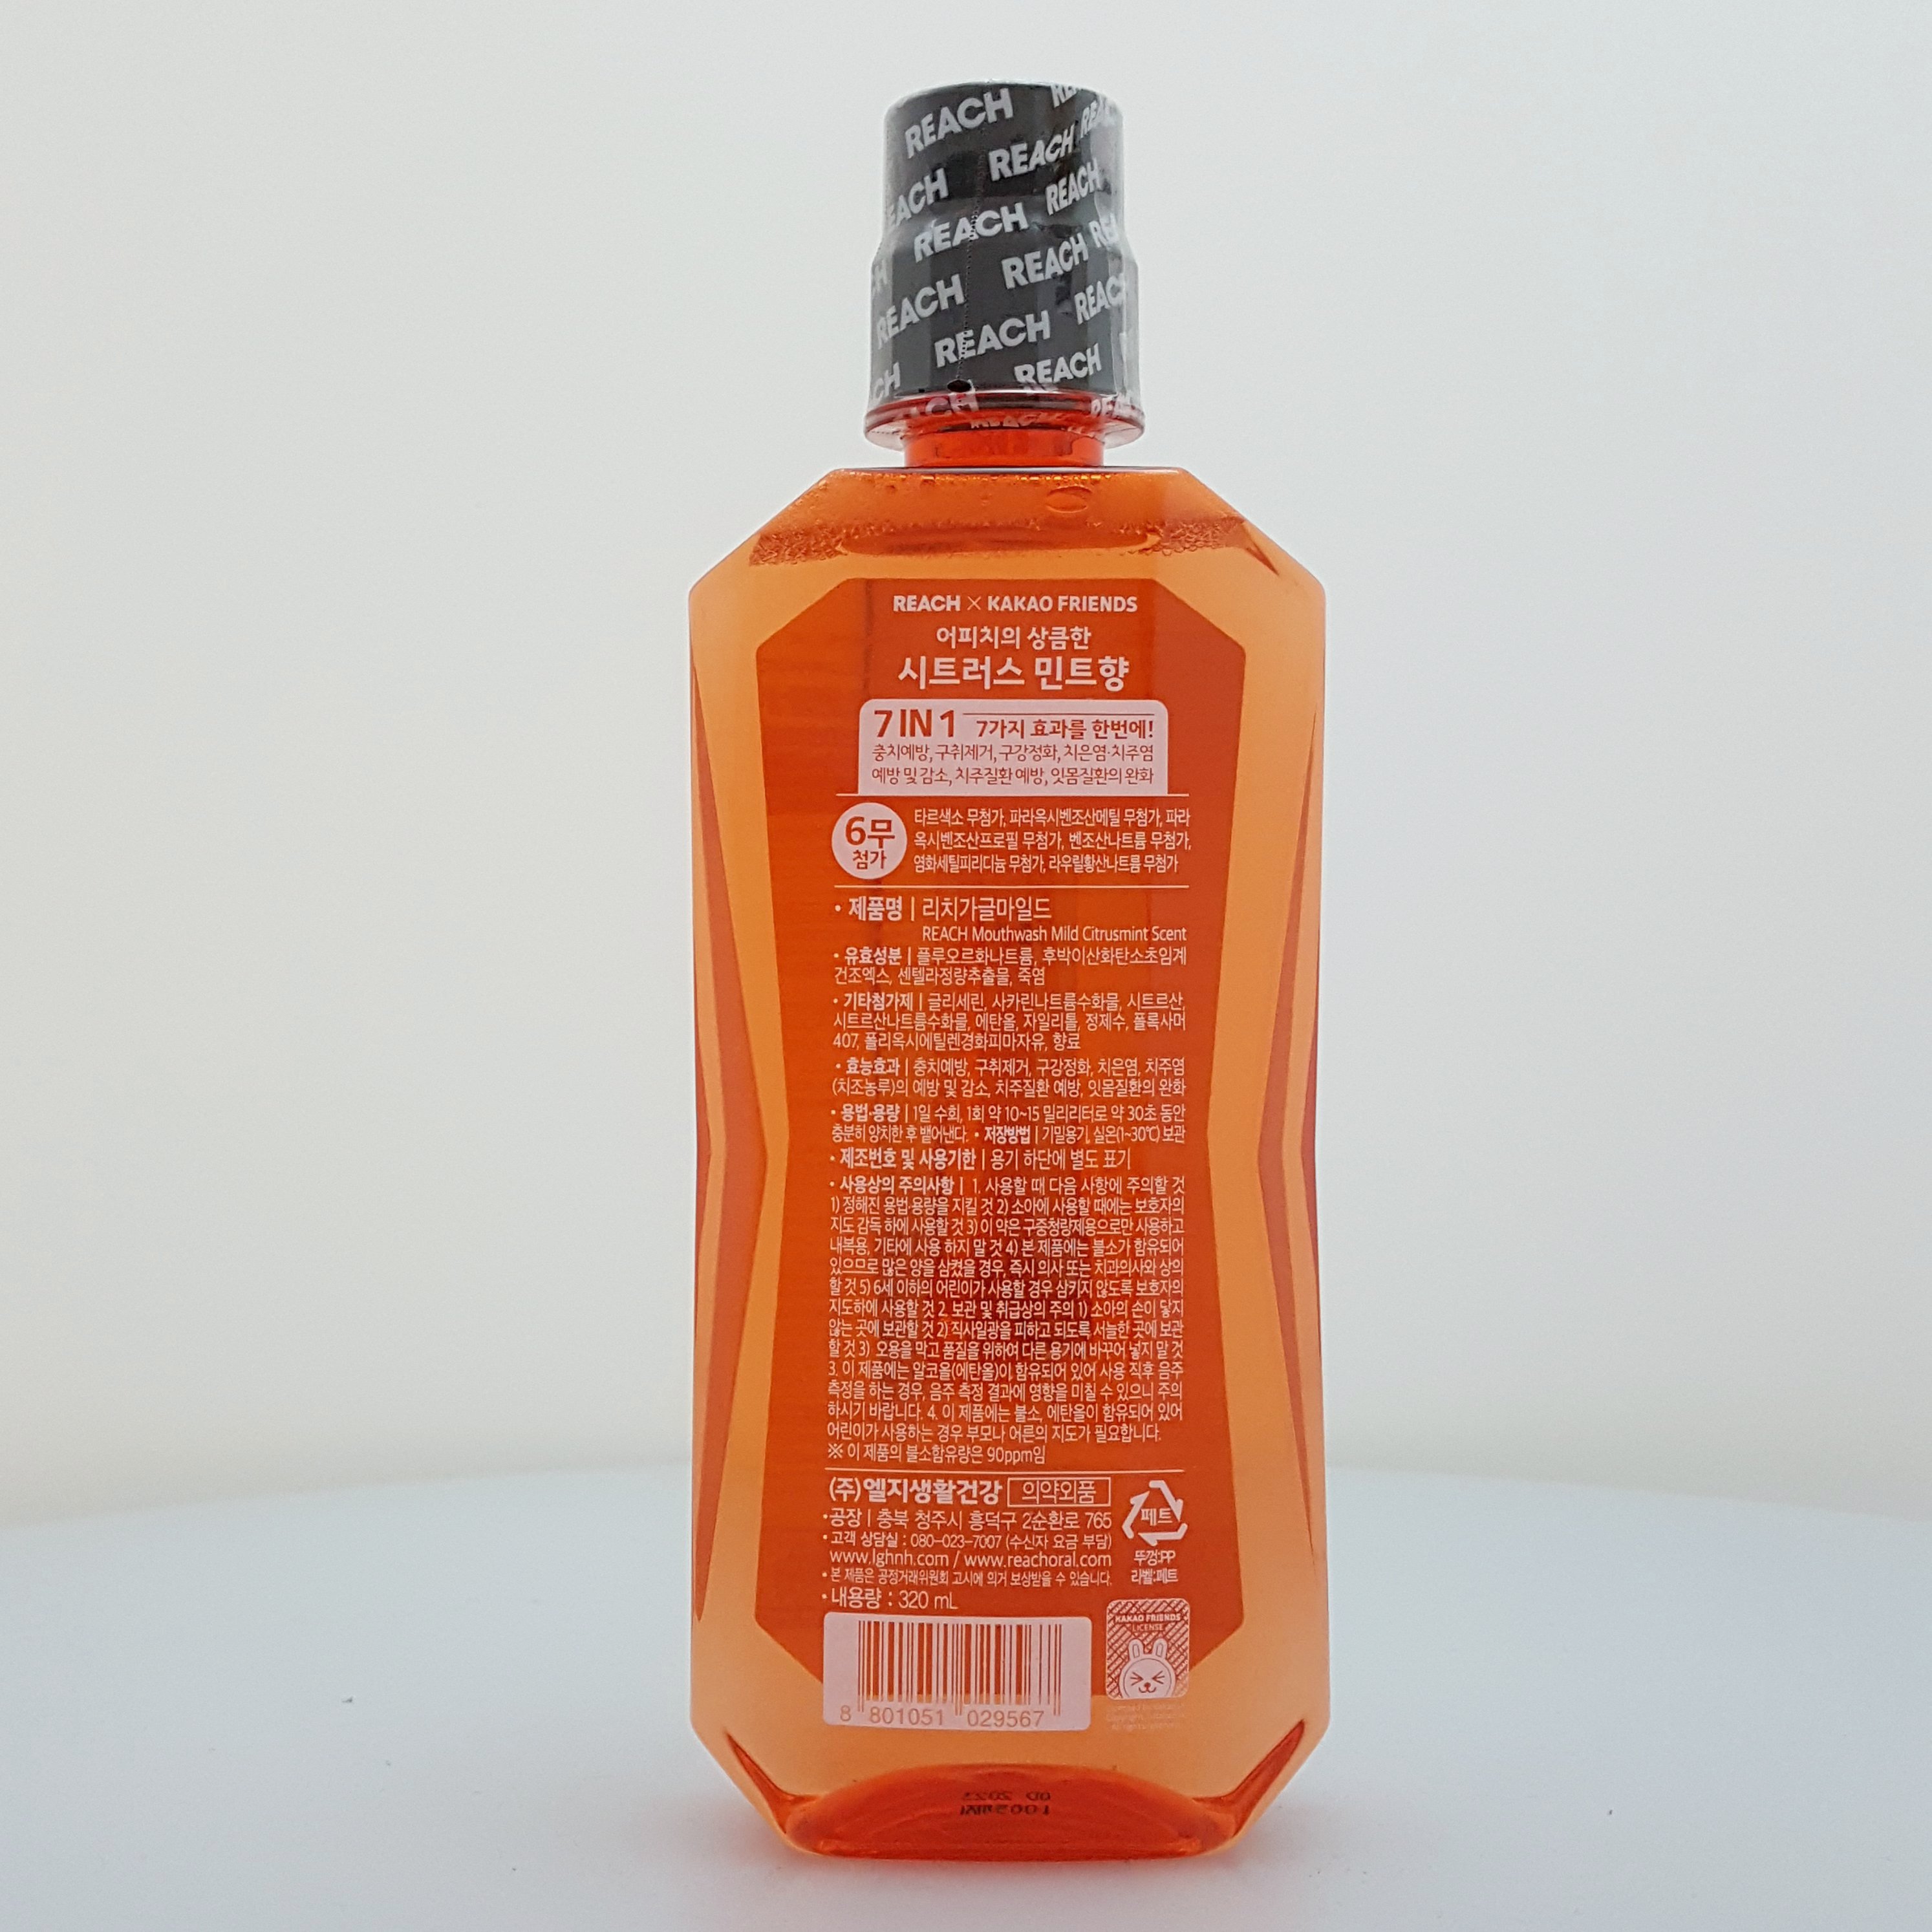 REACH
REACH
REACH
REACH
REACH
REACH
REACH
REACH
REACH
REACH × KAKAO FRIENDS
어피치의 상큼한
시트러스 민트향
7 IN 1 7가지 효과를 한번에!
충치예방, 구취제거, 구강정화, 치은염·치주염
예방 및 감소, 치주질환 예방, 잇몸질환의 완화
6무
첨가
타르색소 무첨가, 파라옥시벤조산메틸 무첨가, 파라
옥시벤조산프로필 무첨가, 벤조산나트륨 무첨가,
염화세틸피리디늄 무첨가, 라우릴황산나트륨 무첨가
• 제품명 | 리치가글마일드
REACH Mouthwash Mild Citrusmint Scent
• 유효성분 | 플루오르화나트륨, 후박이산화탄소초임계
건조엑스, 센텔라정량추출물, 죽염
• 기타첨가제 | 글리세린, 사카린나트륨수화물, 시트르산,
시트르산나트륨수화물, 에탄올, 자일리톨, 정제수, 폴록사머
407, 폴리옥시에틸렌경화피마자유, 향료
• 효능효과 | 충치예방, 구취제거, 구강정화, 치은염, 치주염
(치조농루)의 예방 및 감소, 치주질환 예방, 잇몸질환의 완화
• 용법·용량 | 1일 수회, 1회 약 10~15 밀리리터로 약 30초 동안
충분히 양치한 후 뱉어낸다. • 저장방법 | 기밀용기, 실온(1~30℃) 보관
• 제조번호 및 사용기한 | 용기 하단에 별도 표기
• 사용상의 주의사항 | 1. 사용할 때 다음 사항에 주의할 것
1) 정해진 용법·용량을 지킬 것 2) 소아에 사용할 때에는 보호자의
지도 감독 하에 사용할 것 3) 이 약은 구중청량제용으로만 사용하고
내복용, 기타에 사용 하지 말 것 4) 본 제품에는 불소가 함유되어
있으므로 많은 양을 삼켰을 경우, 즉시 의사 또는 치과의사와 상의
할 것 5) 6세 이하의 어린이가 사용할 경우 삼키지 않도록 보호자의
지도하에 사용할 것 2. 보관 및 취급상의 주의 1) 소아의 손이 닿지
않는 곳에 보관할 것 2) 직사일광을 피하고 되도록 서늘한 곳에 보관
할 것 3) 오용을 막고 품질을 위하여 다른 용기에 바꾸어 넣지 말 것
3. 이 제품에는 알코올(에탄올)이 함유되어 있어 사용 직후 음주
측정을 하는 경우, 음주 측정 결과에 영향을 미칠 수 있으니 주의
하시기 바랍니다. 4. 이 제품에는 불소, 에탄올이 함유되어 있어
어린이가 사용하는 경우 부모나 어른의 지도가 필요합니다.
※ 이 제품의 불소함유량은 90ppm임
(주)엘지생활건강 의약외품
•공장 | 충북 청주시 흥덕구 2순환로 765
•고객 상담실 : 080-023-7007 (수신자 요금 부담)
www.lghnh.com / www.reachoral.com
•본 제품은 공정거래위원회 고시에 의거 보상받을 수 있습니다.
•내용량 : 320 mL
페트
뚜껑:PP
라벨:페트
KAKAO FRIENDS
LICENSE
8 801051 029567